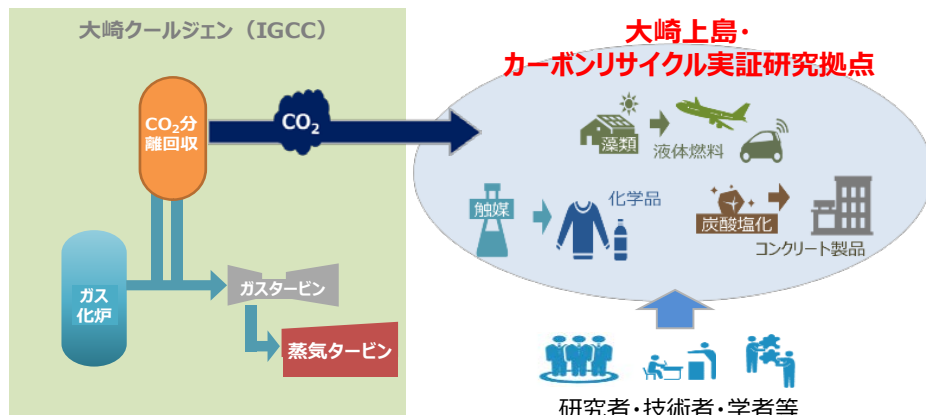 大崎クールジェン（IGCC）
CO₂分
離回収
CO₂
ガス
化炉
ガスタービン
蒸気タービン
大崎上島・
カーボンリサイクル実証研究拠点
藻類
液体燃料
触媒
化学品
炭酸塩化
コンクリート製品
研究者・技術者・学者等